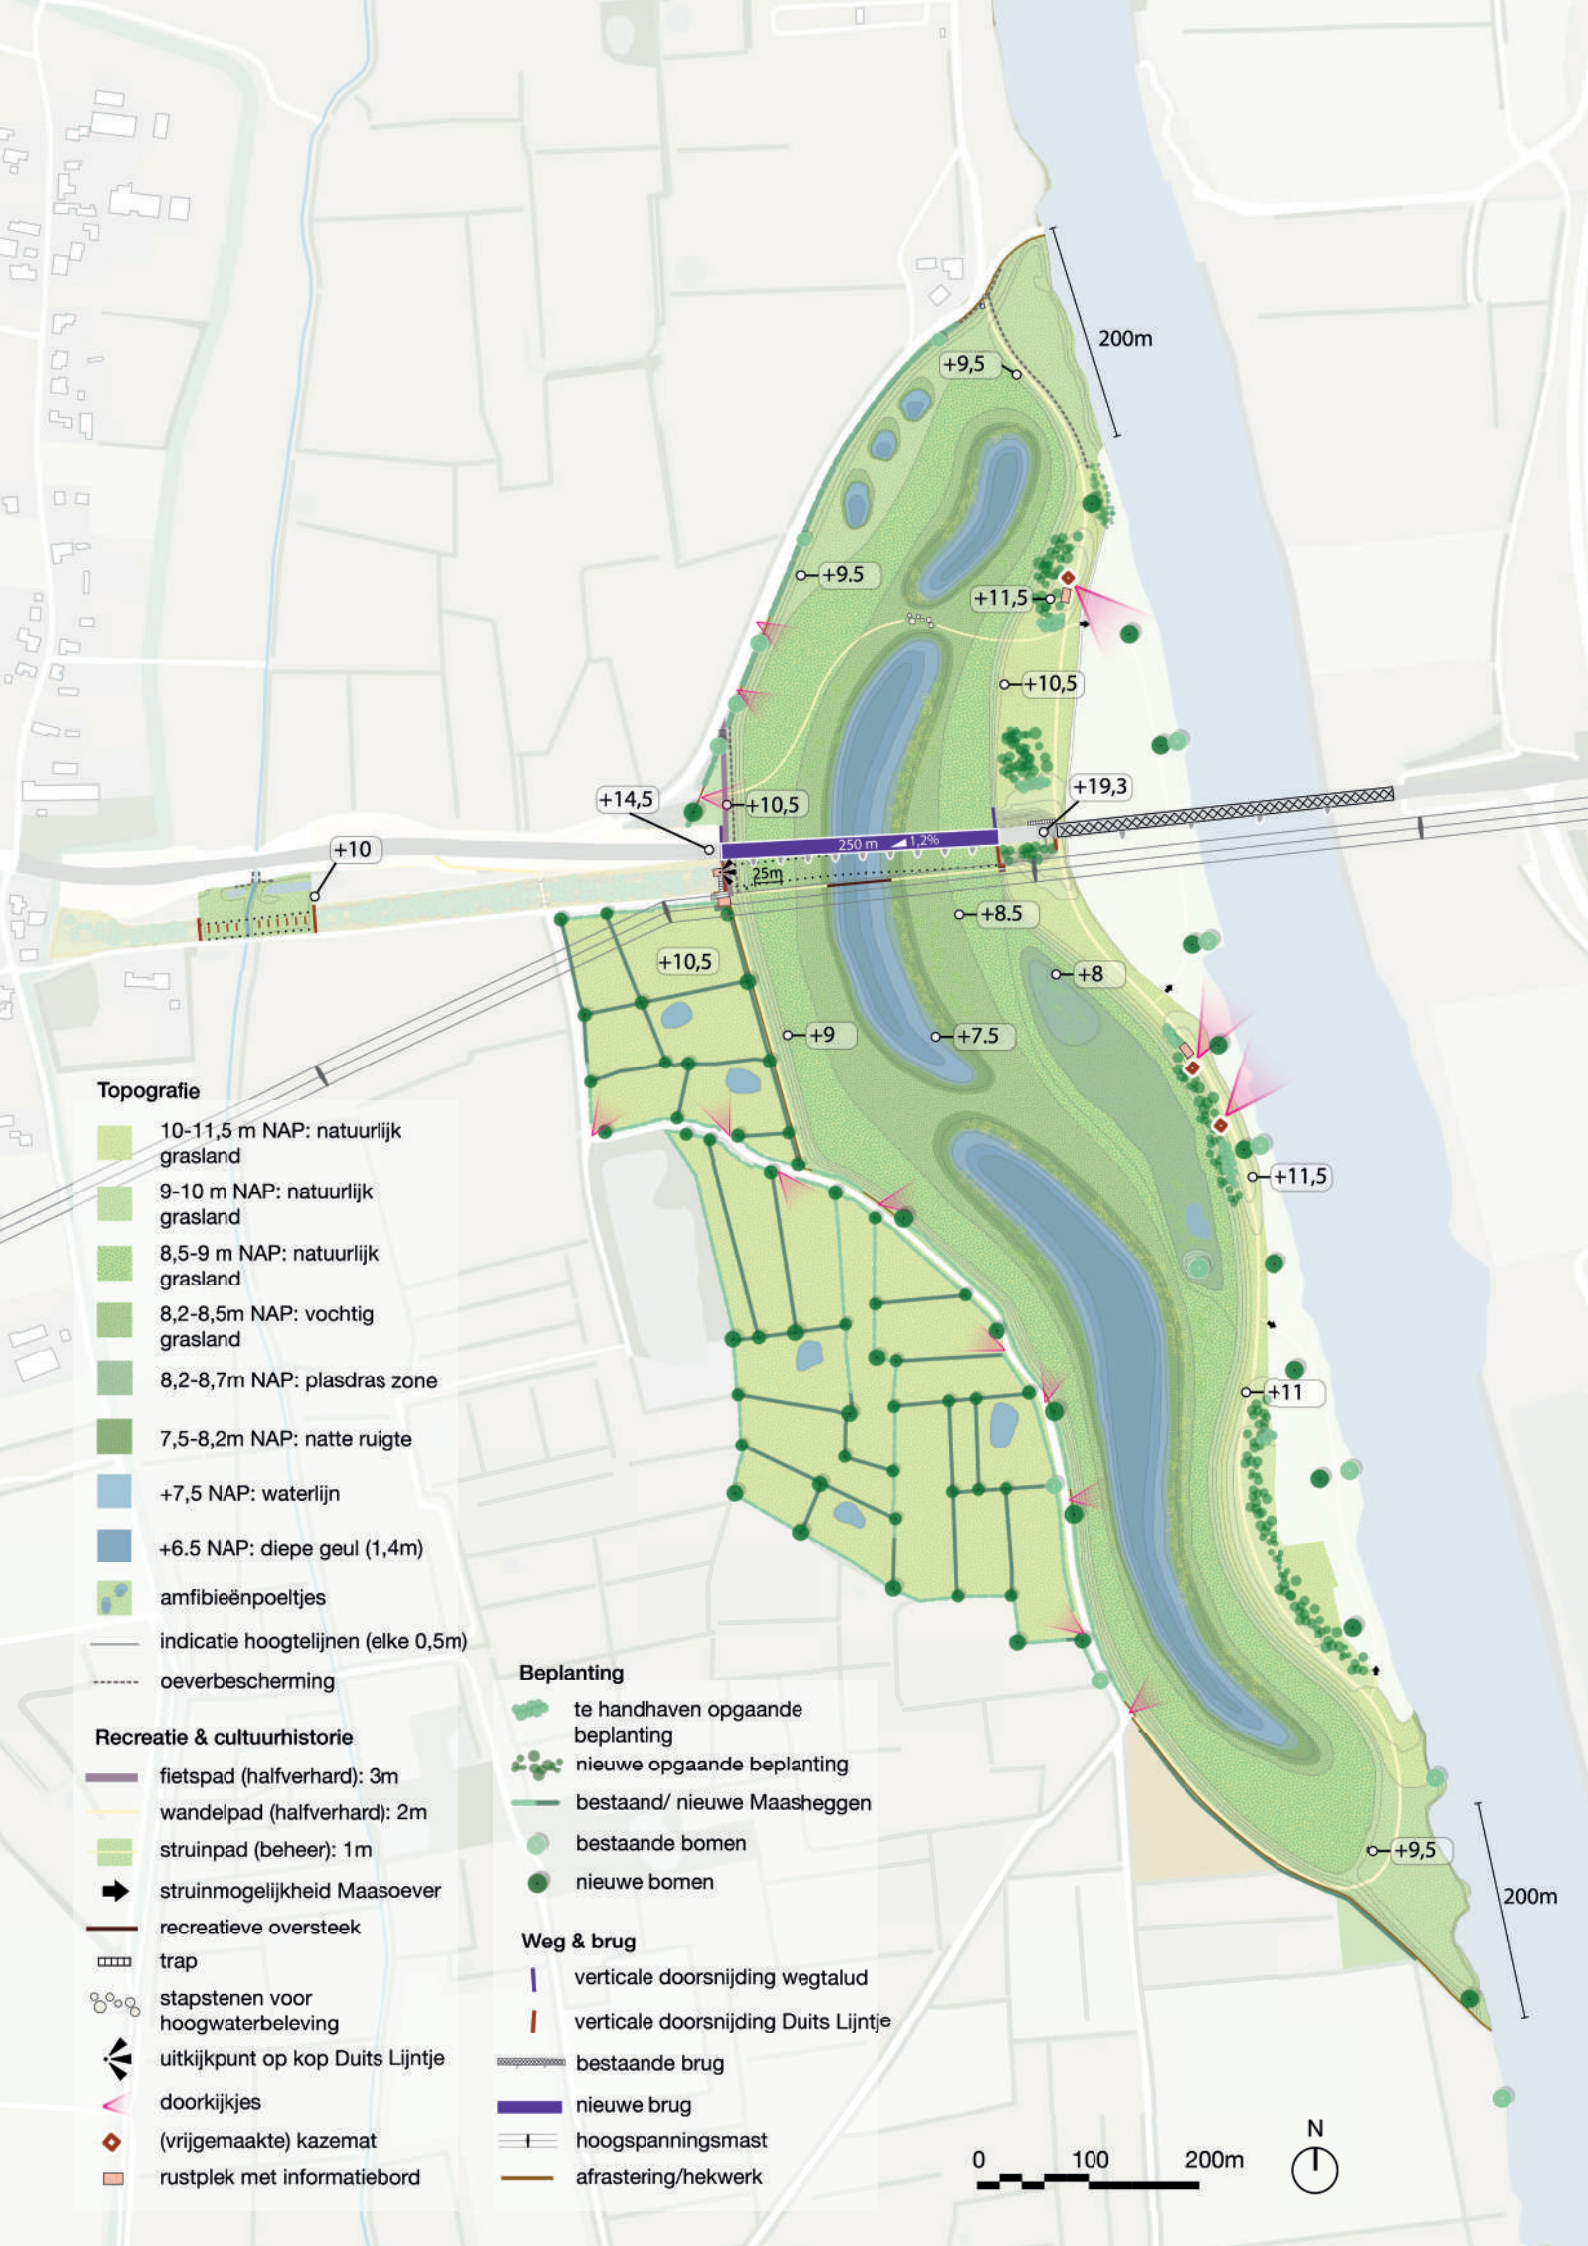 200m
+9,5
+9.5
+11,5
+10,5
+19,3
+14,5
+10,5
250 m 1,2%
+10
25m
+8.5
+10,5
+8
+9
+7.5
+11,5
+11
+9,5
200m
Topografie
10-11,5 m NAP: natuurlijk
grasland
9-10 m NAP: natuurlijk
grasland
8,5-9 m NAP: natuurlijk
grasland
8,2-8,5m NAP: vochtig
grasland
8,2-8,7m NAP: plasdras zone
7,5-8,2m NAP: natte ruigte
+7,5 NAP: waterlijn
+6.5 NAP: diepe geul (1,4m)
amfibieënpoeltjes
indicatie hoogtelijnen (elke 0,5m)
oeverbescherming
Recreatie & cultuurhistorie
fietspad (halfverhard): 3m
wandelpad (halfverhard): 2m
struinpad (beheer): 1m
struinmogelijkheid Maasoever
recreatieve oversteek
trap
stapstenen voor
hoogwaterbeleving
uitkijkpunt op kop Duits Lijntje
doorkijkjes
(vrijgemaakte) kazemat
rustplek met informatiebord
Beplanting
te handhaven opgaande
beplanting
nieuwe opgaande beplanting
bestaand/ nieuwe Maasheggen
bestaande bomen
nieuwe bomen
Weg & brug
verticale doorsnijding wegtalud
verticale doorsnijding Duits Lijntje
bestaande brug
nieuwe brug
hoogspanningsmast
afrastering/hekwerk
0 100 200m
N